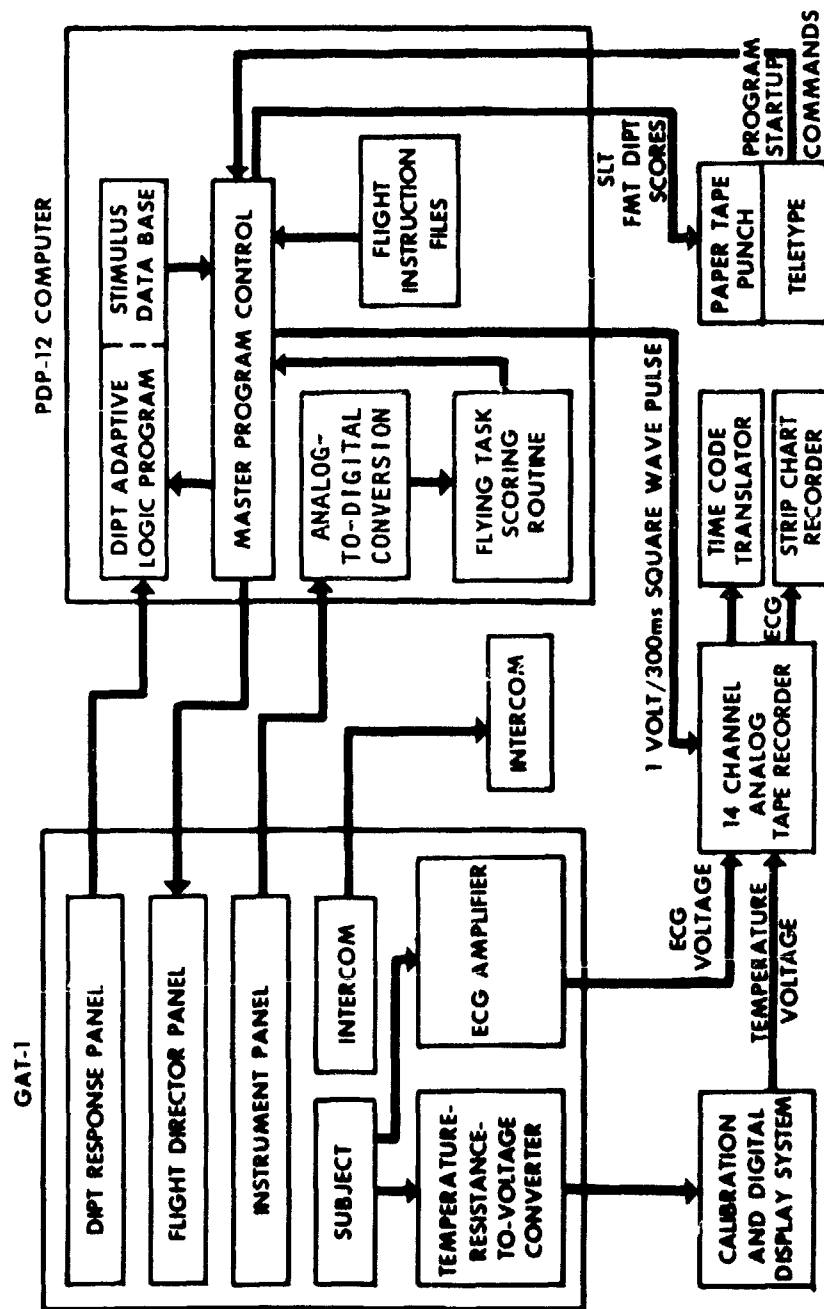 GAT-1
DIPT RESPONSE PANEL
FLIGHT DIRECTOR PANEL
INSTRUMENT PANEL
SUBJECT
INTERCOM
TEMPERATURE-
RESISTANCE-
TO-VOLTAGE
CONVERTER
ECG AMPLIFIER
INTERCOM
PDP-12 COMPUTER
DIPT ADAPTIVE
LOGIC PROGRAM
STIMULUS
DATA BASE
MASTER PROGRAM CONTROL
ANALOG-
TO-DIGITAL
CONVERSION
FLIGHT
INSTRUCTION
FILES
FLYING TASK
SCORING
ROUTINE
CALIBRATION
AND DIGITAL
DISPLAY SYSTEM
TEMPERATURE
VOLTAGE
ECG
VOLTAGE
14 CHANNEL
ANALOG
TAPE RECORDER
1 VOLT/300ms SQUARE WAVE PULSE
ECG
TIME CODE
TRANSLATOR
STRIP CHART
RECORDER
SLT
FMT DIPT
SCORES
PAPER TAPE
PUNCH
TELETYPE
PROGRAM
STARTUP
COMMANDS